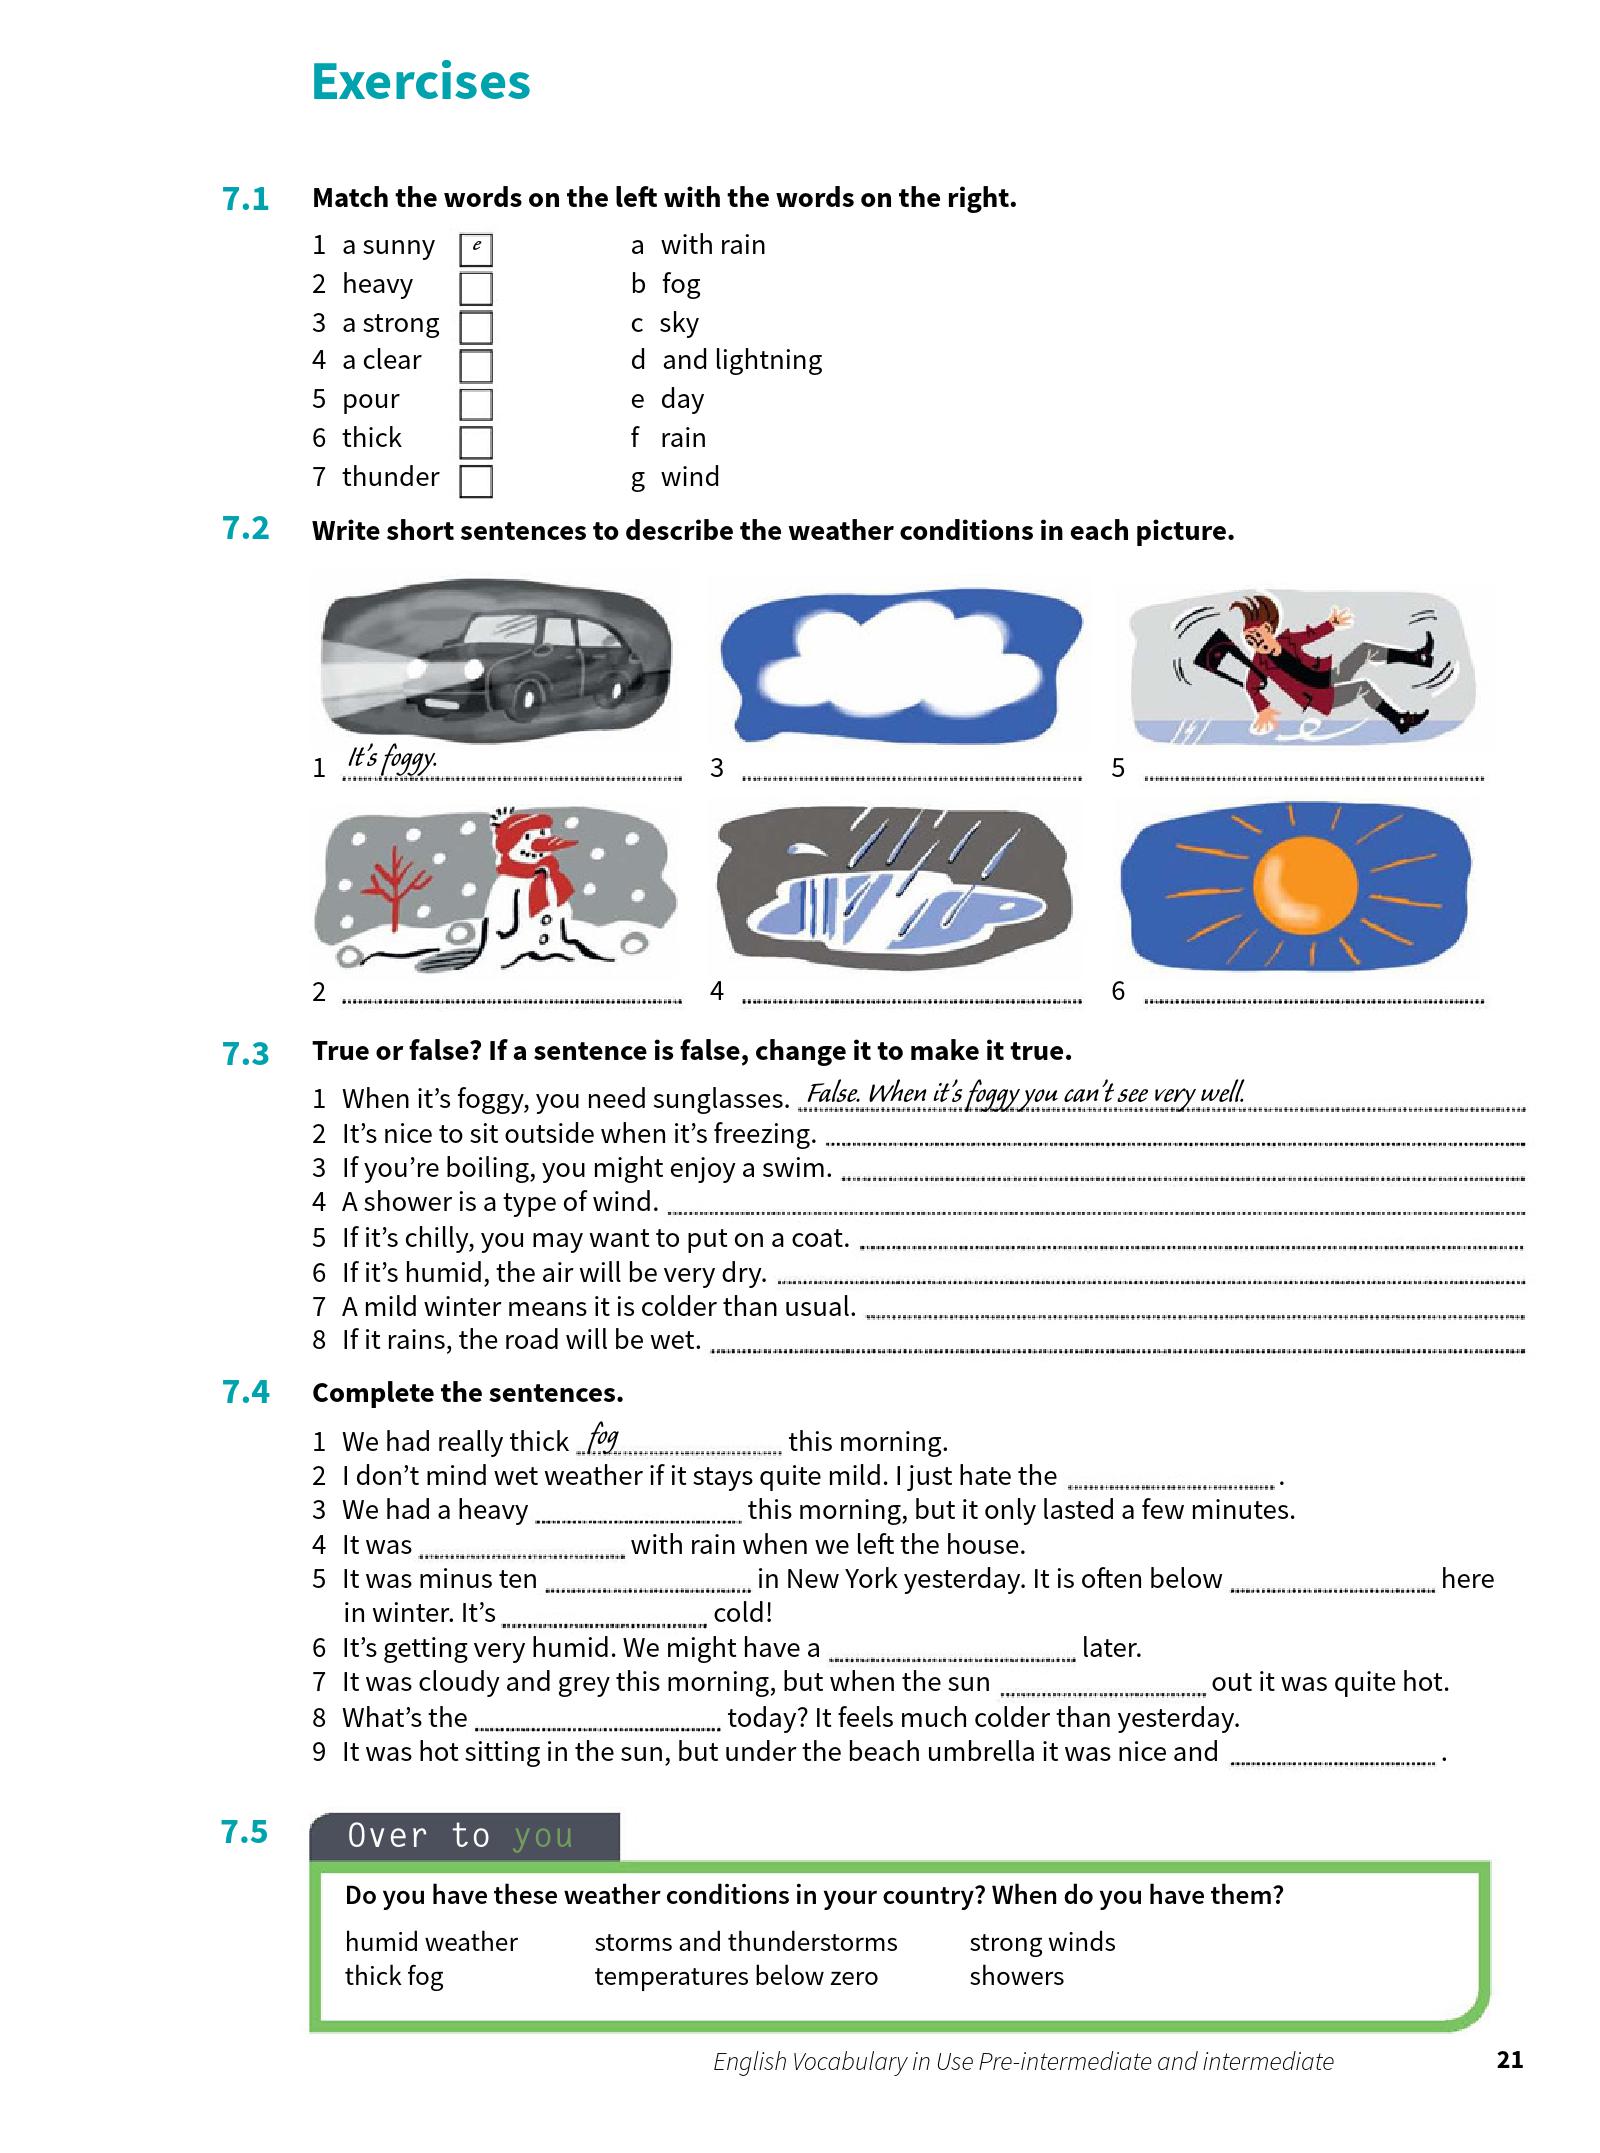 Exercises
7.1 Match the words on the left with the words on the right.
1 a sunny e a with rain
2 heavy b fog
3 a strong c sky
4 a clear d and lightning
5 pour e day
6 thick f rain
7 thunder g wind
7.2 Write short sentences to describe the weather conditions in each picture.
1 It's foggy. 3 5
2 4 6
7.3 True or false? If a sentence is false, change it to make it true.
1 When it's foggy, you need sunglasses. False. When it's foggy you can't see very well.
2 It's nice to sit outside when it's freezing.
3 If you're boiling, you might enjoy a swim.
4 A shower is a type of wind.
5 If it's chilly, you may want to put on a coat.
6 If it's humid, the air will be very dry.
7 A mild winter means it is colder than usual.
8 If it rains, the road will be wet.
7.4 Complete the sentences.
1 We had really thick fog this morning.
2 I don't mind wet weather if it stays quite mild. I just hate the .
3 We had a heavy this morning, but it only lasted a few minutes.
4 It was with rain when we left the house.
5 It was minus ten in New York yesterday. It is often below here
in winter. It's cold!
6 It's getting very humid. We might have a later.
7 It was cloudy and grey this morning, but when the sun out it was quite hot.
8 What's the today? It feels much colder than yesterday.
9 It was hot sitting in the sun, but under the beach umbrella it was nice and .
7.5 Over to you
Do you have these weather conditions in your country? When do you have them?
humid weather storms and thunderstorms strong winds
thick fog temperatures below zero showers
English Vocabulary in Use Pre-intermediate and intermediate 21